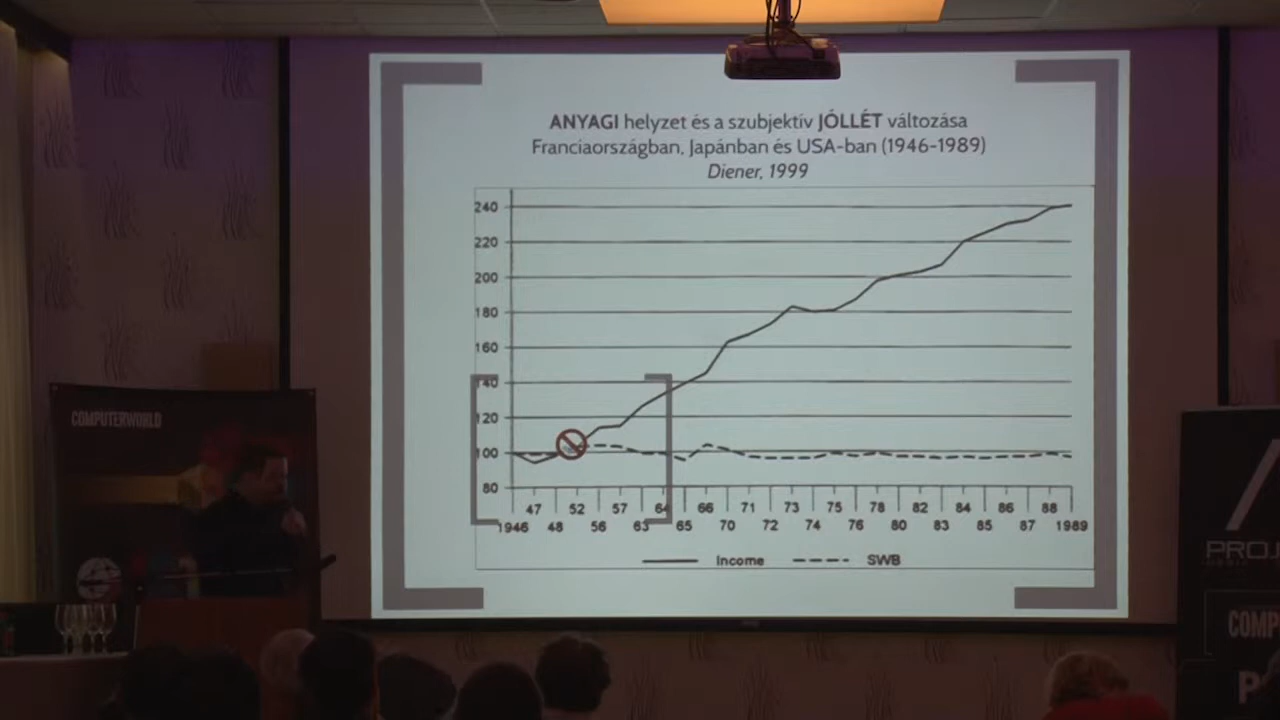 ANYAGI helyzet és a szubjektív JÓLLÉT változása
Franciaországban, Japánban és USA-ban (1946-1989)
Diener, 1999
240
220
200
180
160
140
120
100
80
47 52 57 64 66 71 73 75 78 82 84 86 88
1946 48 56 63 65 70 72 74 76 80 83 85 87 1989
Income SWB
COMPUTERWORLD
PROJ
COMP
P